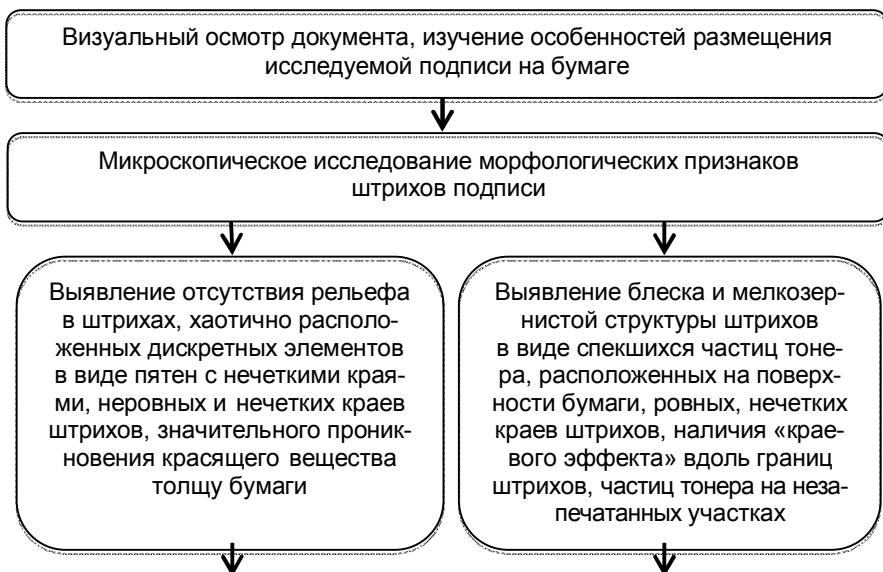 Визуальный осмотр документа, изучение особенностей размещения
исследуемой подписи на бумаге
Микроскопическое исследование морфологических признаков
штрихов подписи
Выявление отсутствия рельефа
в штрихах, хаотично располо-
женных дискретных элементов
в виде пятен с нечеткими края-
ми, неровных и нечетких краев
штрихов, значительного проник-
новения красящего вещества
толщу бумаги
Выявление блеска и мелкозер-
нистой структуры штрихов
в виде спекшихся частиц тоне-
ра, расположенных на поверх-
ности бумаги, ровных, нечетких
краев штрихов, наличия «крае-
вого эффекта» вдоль границ
штрихов, частиц тонера на неза-
печатанных участках